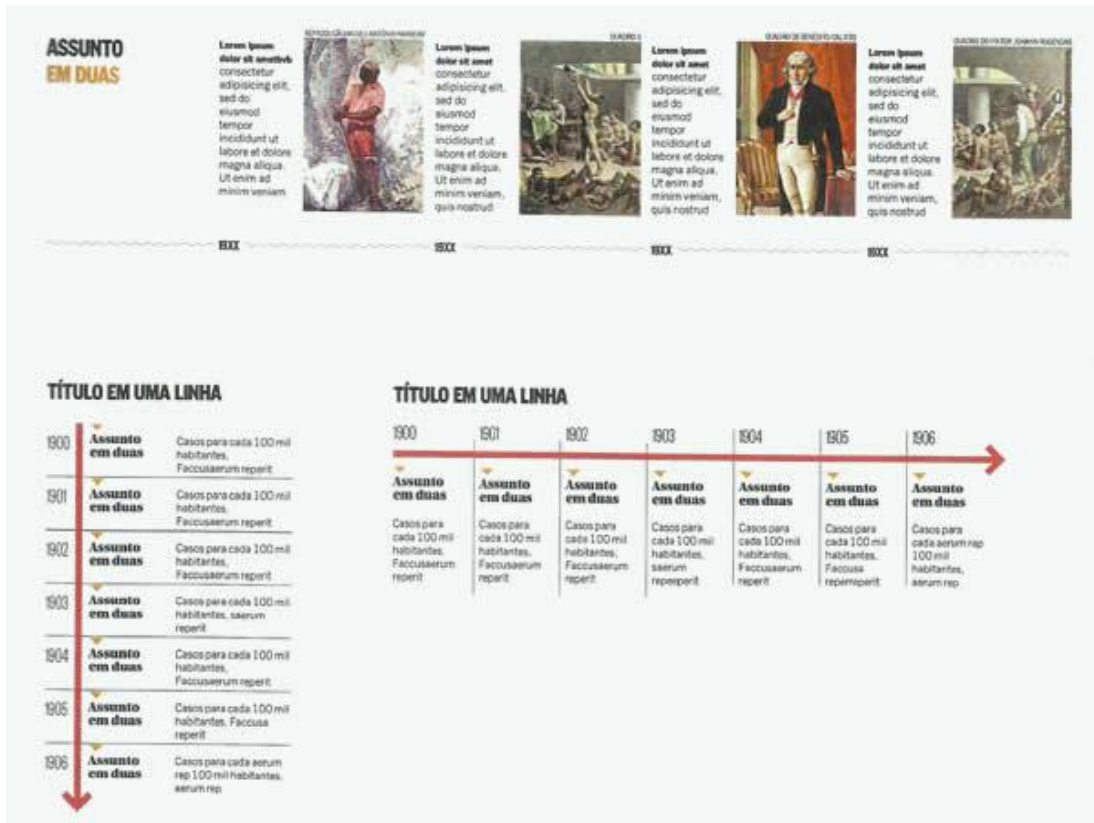 ASSUNTO
EM DUAS
Lorem Ipsum
dolor sit ametbvb
consectetur
adipisicing elit,
sed do
eiusmod
tempor
incididunt ut
labore et dolore
magna aliqua.
Ut enim ad
minim veniam
Lorem Ipsum
dolor sit amet
consectetur
adipisicing elit,
sed do
eiusmod
tempor
incididunt ut
labore et dolore
magna aliqua.
Ut enim ad
minim veniam,
quis nostrud
QUADRO DE BENEDITO CALIXTO
Lorem Ipsum
dolor sit amet
consectetur
adipisicing elit,
sed do
eiusmod
tempor
incididunt ut
labore et dolore
magna aliqua.
Ut enim ad
minim veniam,
quis nostrud
Lorem Ipsum
dolor sit amet
consectetur
adipisicing elit,
sed do
eiusmod
tempor
incididunt ut
labore et dolore
magna aliqua.
Ut enim ad
minim veniam,
quis nostrud
19XX
19XX
19XX
19XX
TÍTULO EM UMA LINHA
1900
Assunto
em duas
Casos para cada 100 mil
habitantes,
Faccusaerum reperit
1901
Assunto
em duas
Casos para cada 100 mil
habitantes,
Faccusaerum reperit
1902
Assunto
em duas
Casos para cada 100 mil
habitantes,
Faccusaerum reperit
1903
Assunto
em duas
Casos para cada 100 mil
habitantes, saerum
reperit
1904
Assunto
em duas
Casos para cada 100 mil
habitantes,
Faccusaerum reperit
1905
Assunto
em duas
Casos para cada 100 mil
habitantes, Faccusa
reperit
1906
Assunto
em duas
Casos para cada aerum
rep 100 mil habitantes,
aerum rep
TÍTULO EM UMA LINHA
1900
Assunto
em duas
Casos para
cada 100 mil
habitantes,
Faccusaerum
reperit
1901
Assunto
em duas
Casos para
cada 100 mil
habitantes,
Faccusaerum
reperit
1902
Assunto
em duas
Casos para
cada 100 mil
habitantes,
Faccusaerum
reperit
1903
Assunto
em duas
Casos para
cada 100 mil
habitantes,
saerum
repeeperit
1904
Assunto
em duas
Casos para
cada 100 mil
habitantes,
Faccusaerum
reperit
1905
Assunto
em duas
Casos para
cada 100 mil
habitantes,
Faccusa
reperreperit
1906
Assunto
em duas
Casos para
cada aerum rep
100 mil
habitantes,
aerum rep